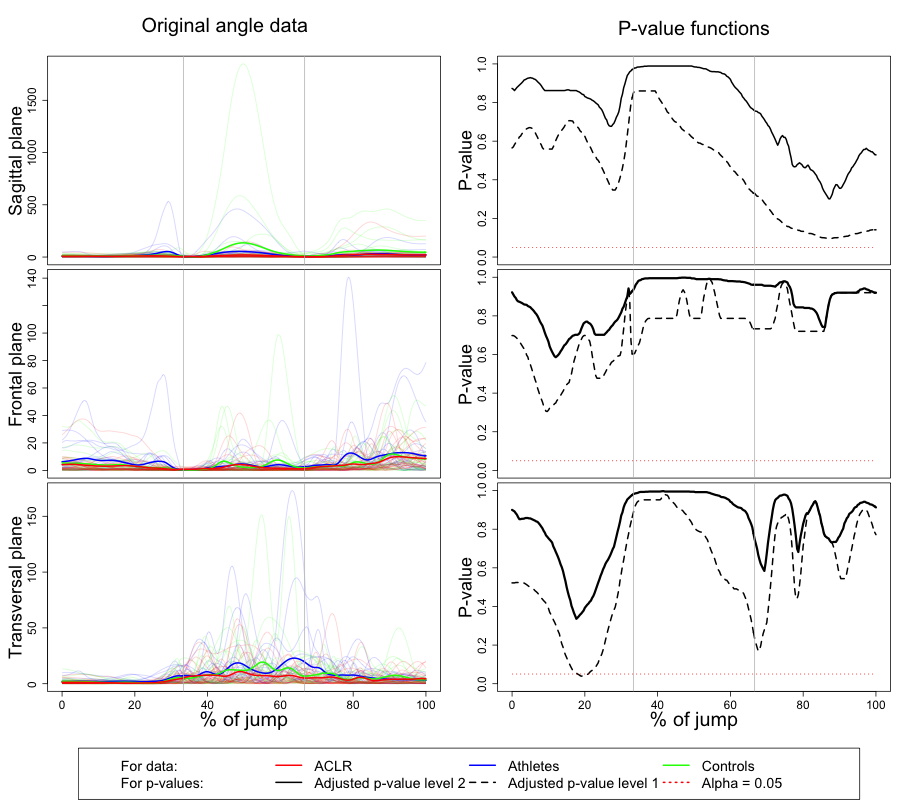 Original angle data
P-value functions
Sagittal plane
0 500 1000 1500
P-value
0.0 0.2 0.4 0.6 0.8 1.0
Frontal plane
0 20 40 60 80 100 140
P-value
0.0 0.2 0.4 0.6 0.8 1.0
Transversal plane
0 50 100 150
P-value
0.0 0.2 0.4 0.6 0.8 1.0
0 20 40 60 80 100
% of jump
0 20 40 60 80 100
% of jump
For data: ACLR Athletes Controls
For p-values: Adjusted p-value level 2 Adjusted p-value level 1 Alpha = 0.05